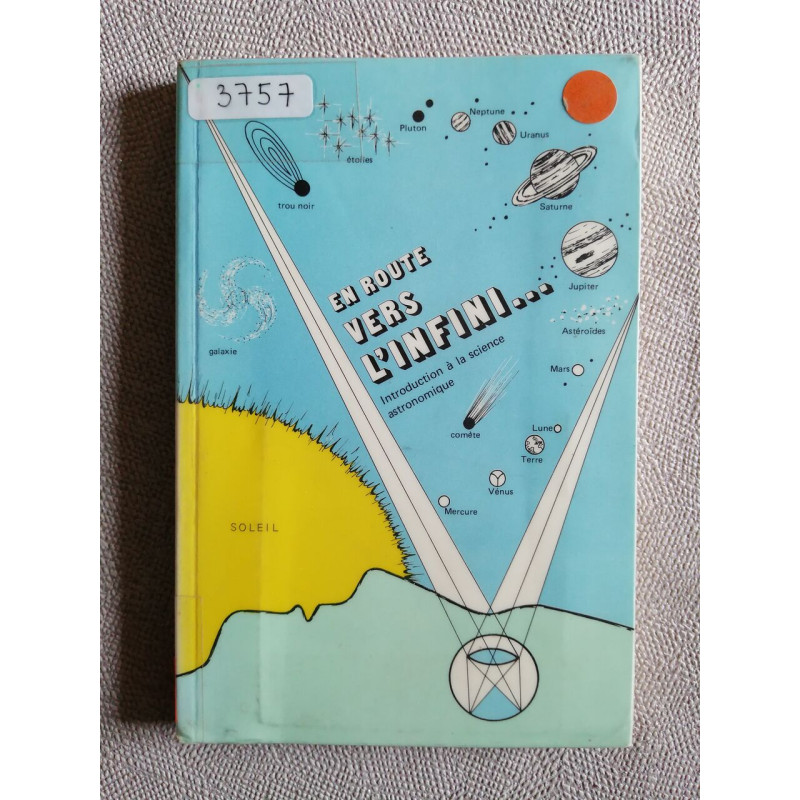 3757
étoiles
Pluton
Neptune
Uranus
trou noir
Saturne
Jupiter
galaxie
EN ROUTE
VERS
L'INFINI...
Introduction à la science
astronomique
Astéroïdes
Mars
comète
Lune
Terre
Vénus
Mercure
SOLEIL